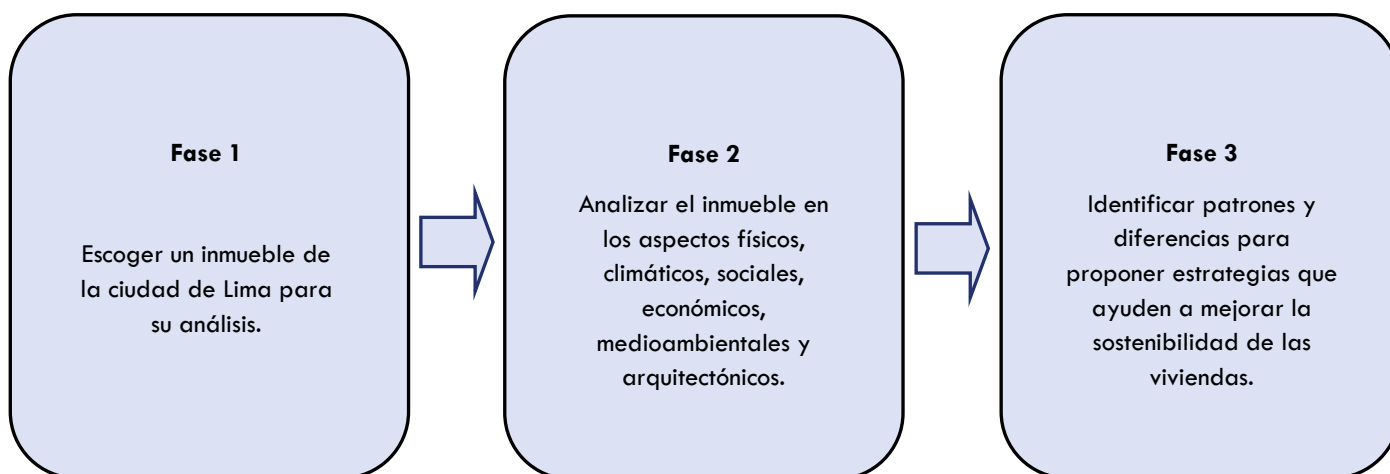 Fase 1
Escoger un inmueble de
la ciudad de Lima para
su análisis.
Fase 2
Analizar el inmueble en
los aspectos físicos,
climáticos, sociales,
económicos,
medioambientales y
arquitectónicos.
Fase 3
Identificar patrones y
diferencias para
proponer estrategias que
ayuden a mejorar la
sostenibilidad de las
viviendas.